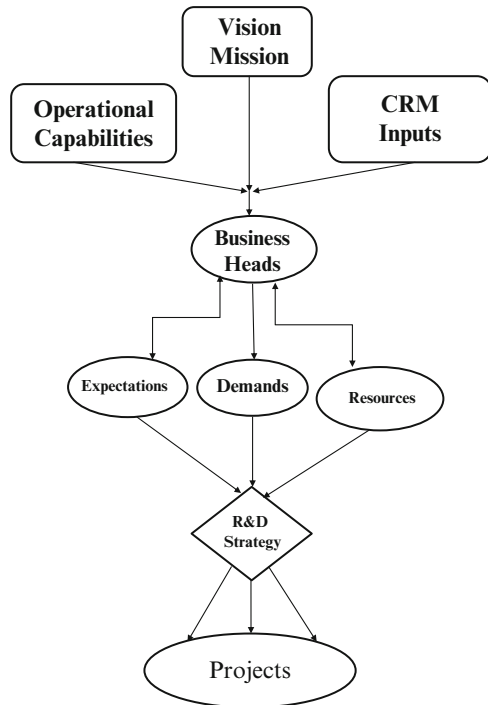 Vision
Mission
Operational
Capabilities
CRM
Inputs
Business
Heads
Expectations
Demands
Resources
R&D
Strategy
Projects